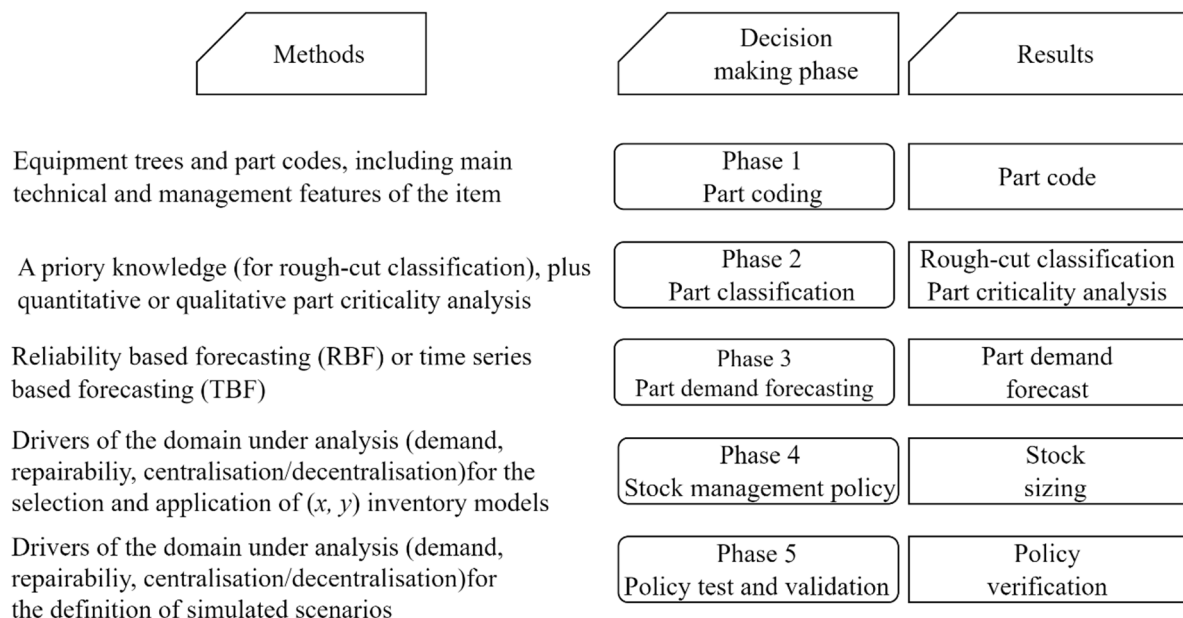 Methods
Decision
making phase
Results
Equipment trees and part codes, including main
technical and management features of the item
Phase 1
Part coding
Part code
A priory knowledge (for rough-cut classification), plus
quantitative or qualitative part criticality analysis
Phase 2
Part classification
Rough-cut classification
Part criticality analysis
Reliability based forecasting (RBF) or time series
based forecasting (TBF)
Phase 3
Part demand forecasting
Part demand
forecast
Drivers of the domain under analysis (demand,
repairabiliy, centralisation/decentralisation)for the
selection and application of (x, y) inventory models
Phase 4
Stock management policy
Stock
sizing
Drivers of the domain under analysis (demand,
repairabiliy, centralisation/decentralisation)for
the definition of simulated scenarios
Phase 5
Policy test and validation
Policy
verification